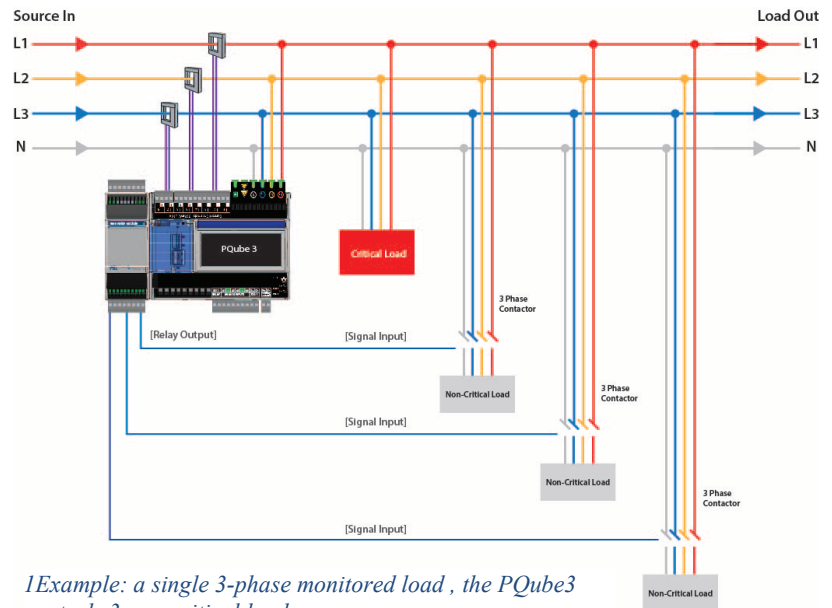 Source In
Load Out
L1
L1
L2
L2
L3
L3
N
N
PQube 3
Critical Load
3 Phase
Contactor
[Relay Output]
[Signal Input]
Non-Critical Load
3 Phase
Contactor
[Signal Input]
Non-Critical Load
3 Phase
Contactor
[Signal Input]
1Example: a single 3-phase monitored load , the PQube3
Non-Critical Load